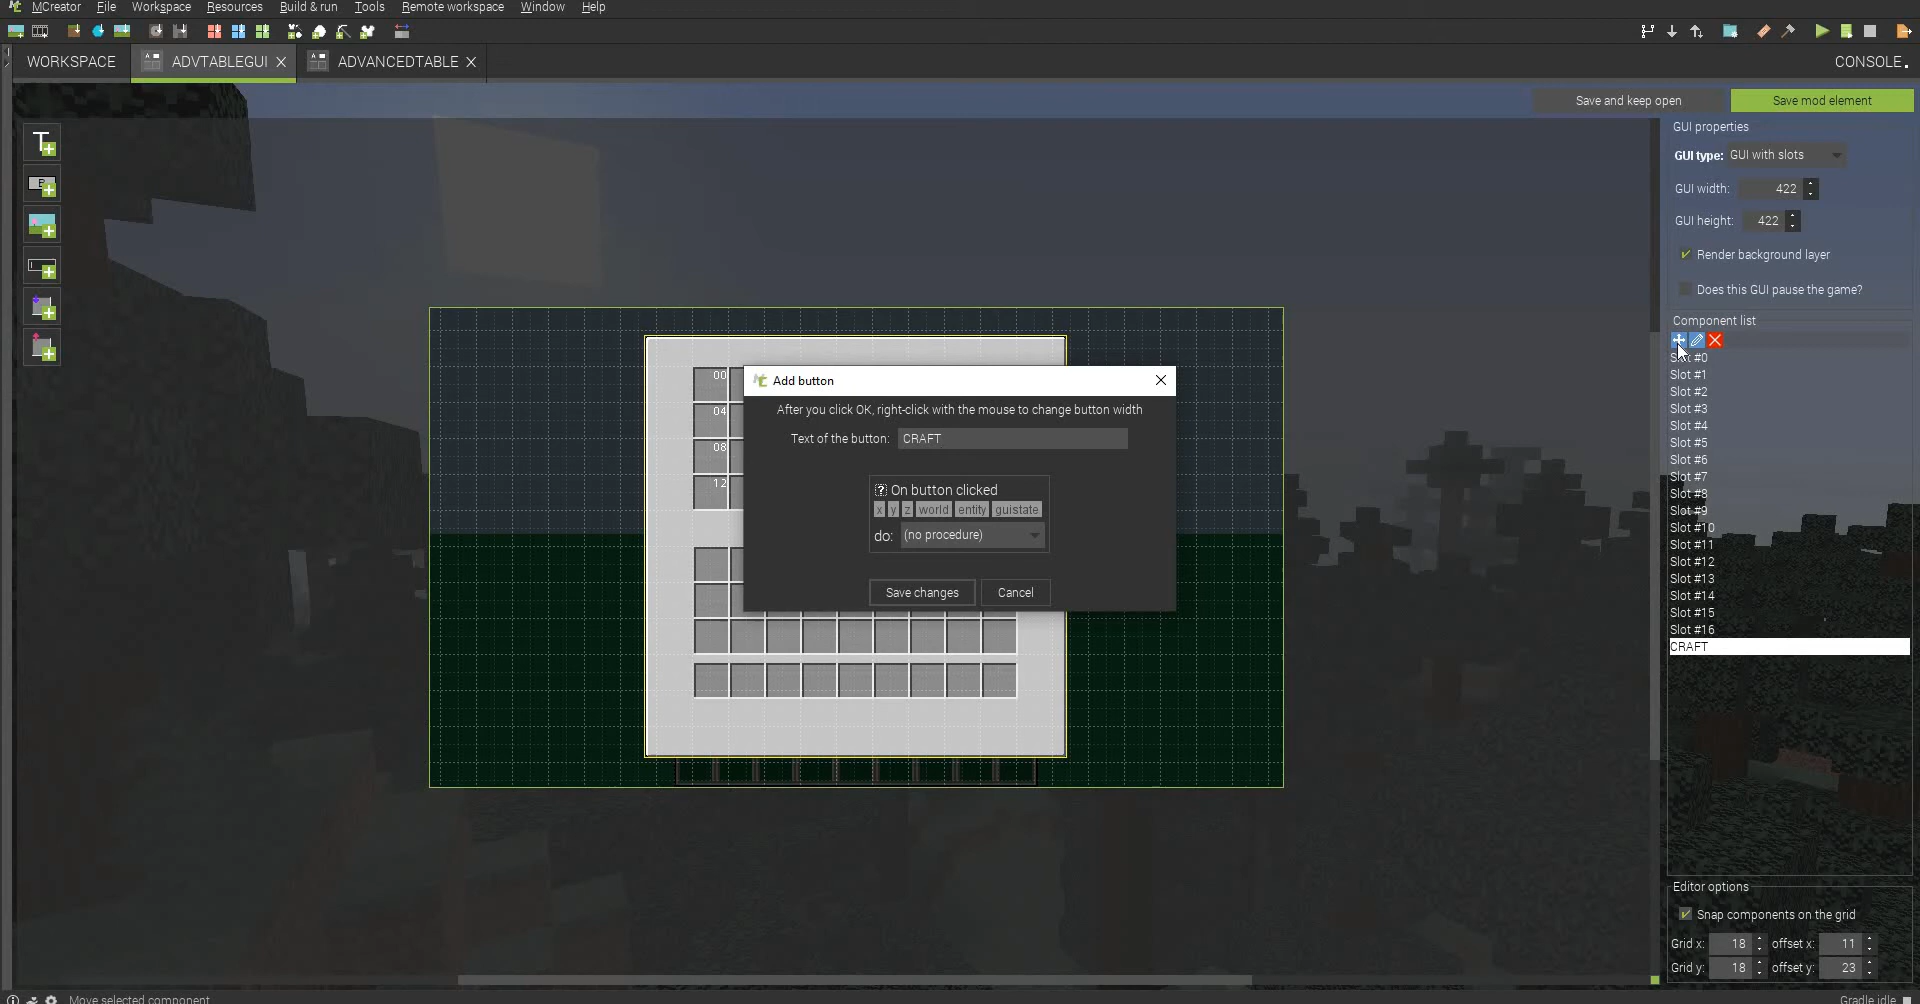 MCreator File Workspace Resources Build & run Tools Remote workspace Window Help
WORKSPACE ADVTABLEGUI ADVANCEDTABLE CONSOLE
Save and keep open Save mod element
GUI properties
GUI type: GUI with slots
GUI width: 422
GUI height: 422
Render background layer
Does this GUI pause the game?
Component list
Slot #0
Slot #1
Slot #2
Slot #3
Slot #4
Slot #5
Slot #6
Slot #7
Slot #8
Slot #9
Slot #10
Slot #11
Slot #12
Slot #13
Slot #14
Slot #15
Slot #16
CRAFT
00
04
08
12
Add button
After you click OK, right-click with the mouse to change button width
Text of the button: CRAFT
? On button clicked
x y z world entity guistate
do: (no procedure)
Save changes Cancel
Editor options
Snap components on the grid
Grid x: 18 offset x: 11
Grid y: 18 offset y: 23
Move selected component Gradle idle